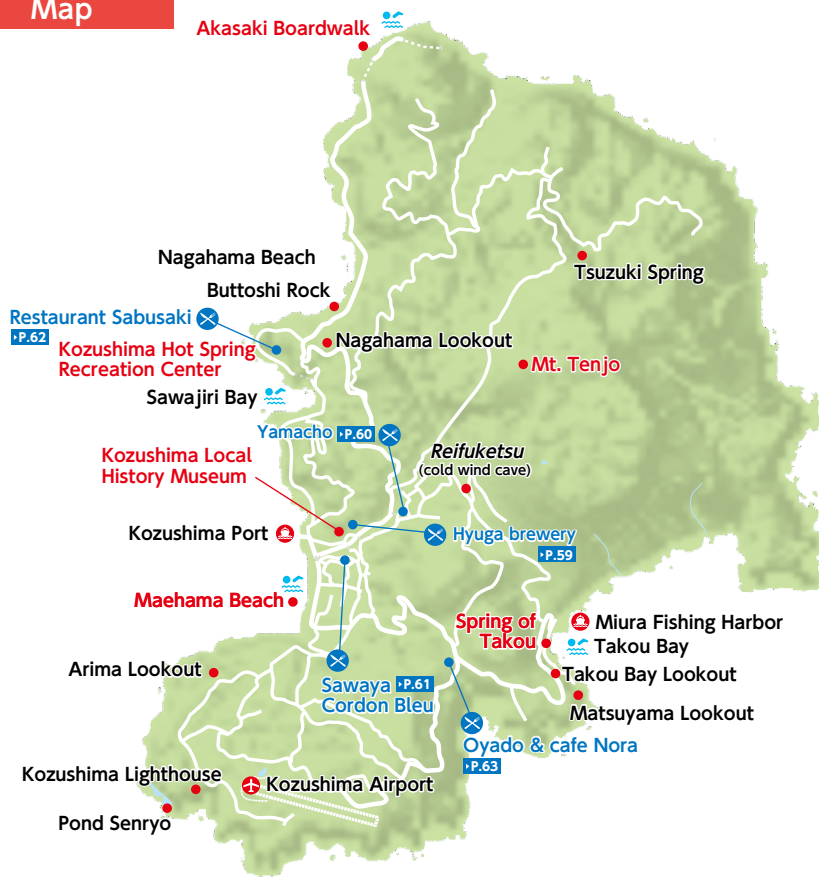 Map
Akasaki Boardwalk
Nagahama Beach
Tsuzuki Spring
Buttoshi Rock
Restaurant Sabusaki
P.62
Nagahama Lookout
Kozushima Hot Spring
Recreation Center
Mt. Tenjo
Sawajiri Bay
Yamacho P.60
Reifuketsu
(cold wind cave)
Kozushima Local
History Museum
Kozushima Port
Hyuga brewery
P.59
Maehama Beach
Spring of
Takou
Miura Fishing Harbor
Takou Bay
Arima Lookout
Takou Bay Lookout
Sawaya P.61
Cordon Bleu
Matsuyama Lookout
Oyado & cafe Nora
P.63
Kozushima Lighthouse
Kozushima Airport
Pond Senryo